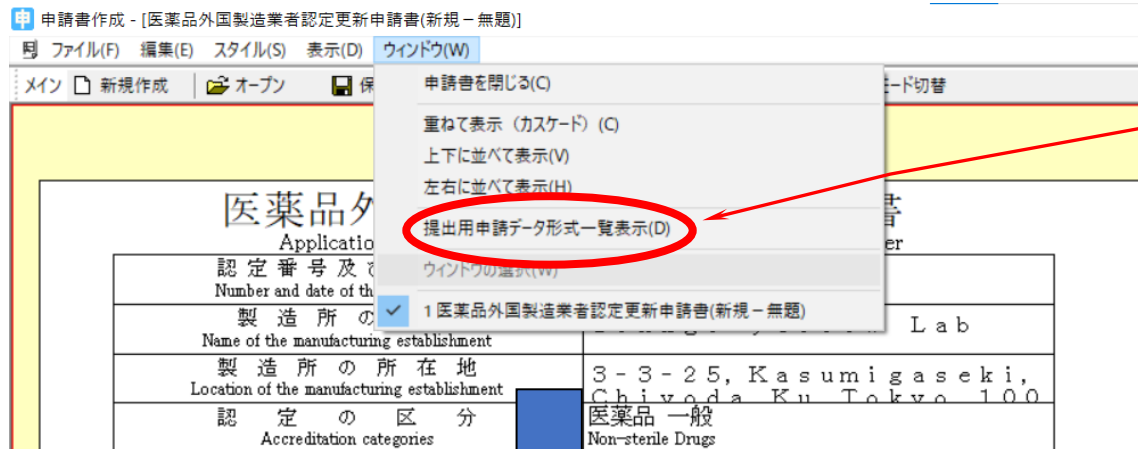 申請書作成 - [医薬品外国製造業者認定更新申請書(新規－無題)]
ファイル(F) 編集(E) スタイル(S) 表示(D) ウィンドウ(W)
メイン 新規作成 オープン 保 ード切替
申請書を閉じる(C)
重ねて表示（カスケード）(C)
上下に並べて表示(V)
左右に並べて表示(H)
提出用申請データ形式一覧表示(D)
ウィンドウの選択(W)
1 医薬品外国製造業者認定更新申請書(新規－無題)
医薬品外 書
Applicatio er
認定番号及び
Number and date of th
製造所の
Name of the manufacturing establishment
Lab
製造所の所在地
Location of the manufacturing establishment
３－３－２５，Ｋａｓｕｍｉｇａｓｅｋｉ，
Ｃｈｉｙｏｄａ Ｋｕ Ｔｏｋｙｏ １００
認定の区分
Accreditation categories
医薬品 一般
Non-sterile Drugs